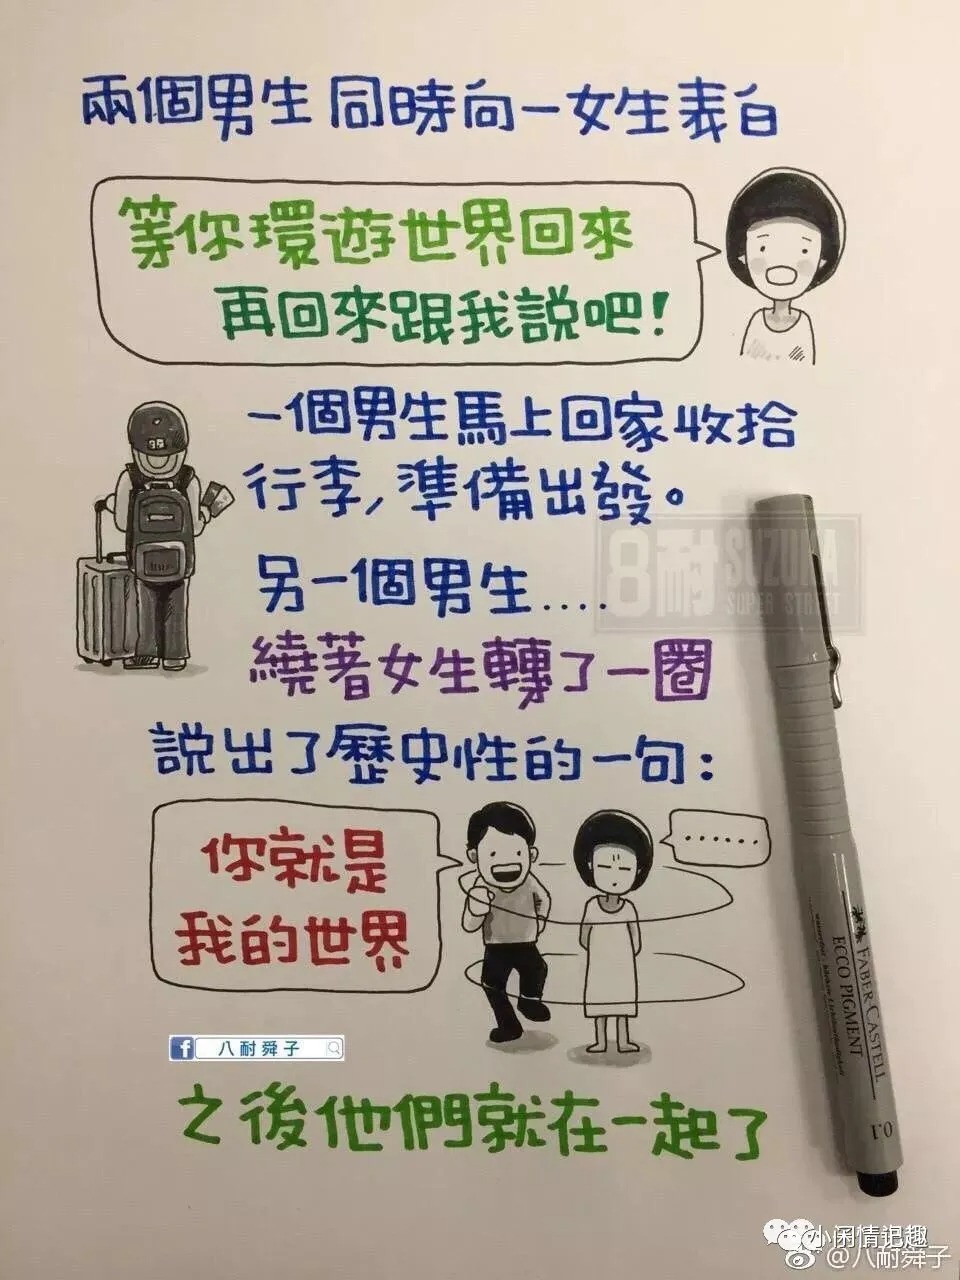 兩個男生同時向一女生表白
等你環遊世界回來
再回來跟我說吧!
一個男生馬上回家收拾
行李,準備出發。
8耐 SUZUNA
SUPER STREET
另一個男生....
繞著女生轉了一圈
說出了歷史性的一句:
......
你就是
我的世界
FABER-CASTELL
ECCO PIGMENT
0.1
f 八耐舜子
之後他們就在一起了
小闲情记趣
@八耐舜子